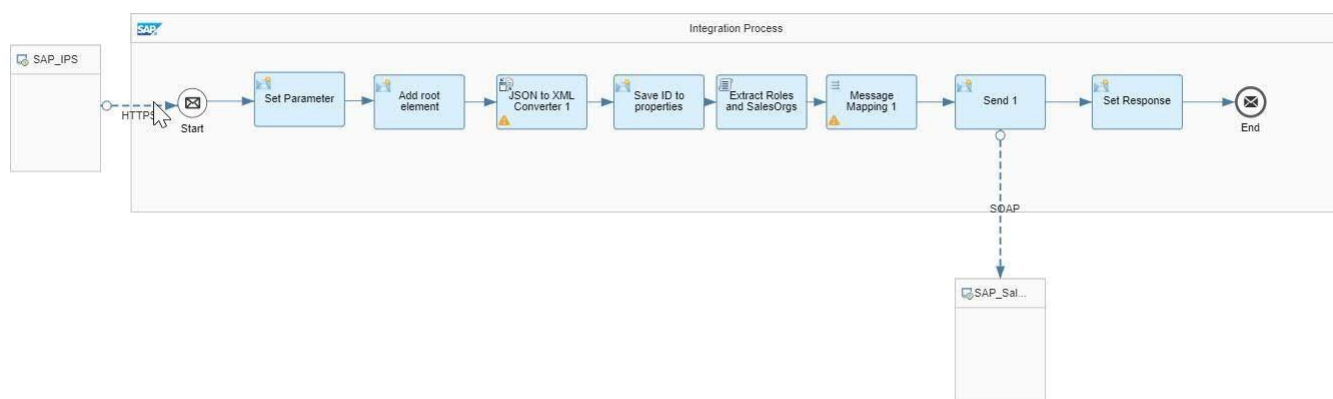 SAP
Integration Process
SAP_IPS
HTTPS
Start
Set Parameter
Add root
element
JSON to XML
Converter 1
Save ID to
properties
Extract Roles
and SalesOrgs
Message
Mapping 1
Send 1
Set Response
End
SOAP
SAP_Sal...